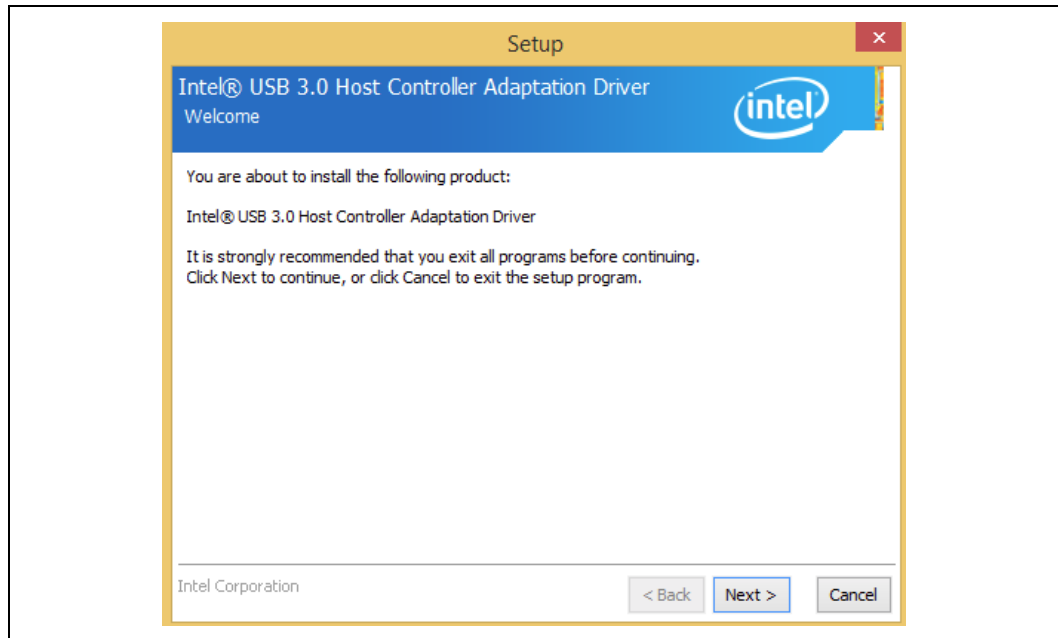 Setup
Intel® USB 3.0 Host Controller Adaptation Driver
Welcome
intel
You are about to install the following product:
Intel® USB 3.0 Host Controller Adaptation Driver
It is strongly recommended that you exit all programs before continuing.
Click Next to continue, or click Cancel to exit the setup program.
Intel Corporation
< Back Next > Cancel